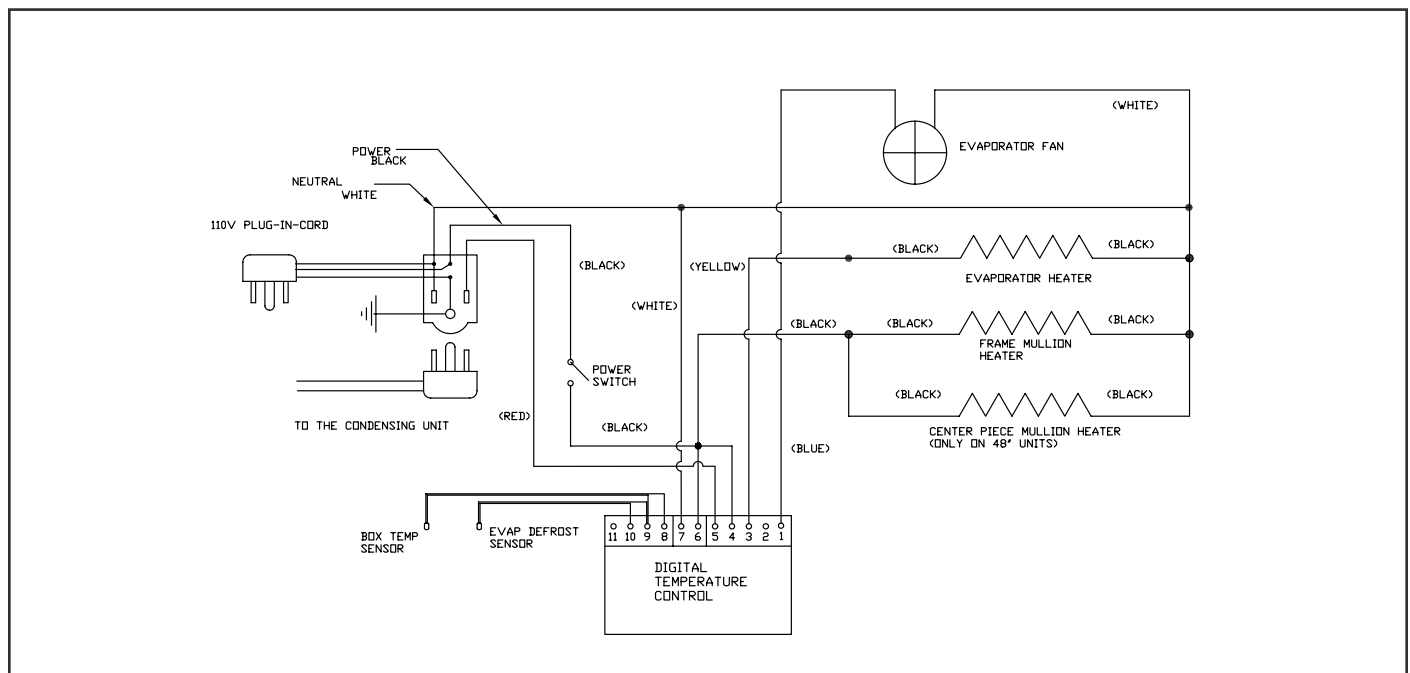 (WHITE)
EVAPORATOR FAN
POWER
BLACK
NEUTRAL
WHITE
110V PLUG-IN-CORD
(BLACK)
(YELLOW)
(BLACK)
(BLACK)
EVAPORATOR HEATER
(WHITE)
(BLACK)
(BLACK)
(BLACK)
FRAME MULLION
HEATER
POWER
SWITCH
(BLACK)
(BLACK)
(RED)
TO THE CONDENSING UNIT
(BLACK)
CENTER PIECE MULLION HEATER
(ONLY ON 48" UNITS)
(BLUE)
BOX TEMP
SENSOR
EVAP DEFROST
SENSOR
11 10 9 8 7 6 5 4 3 2 1
DIGITAL
TEMPERATURE
CONTROL